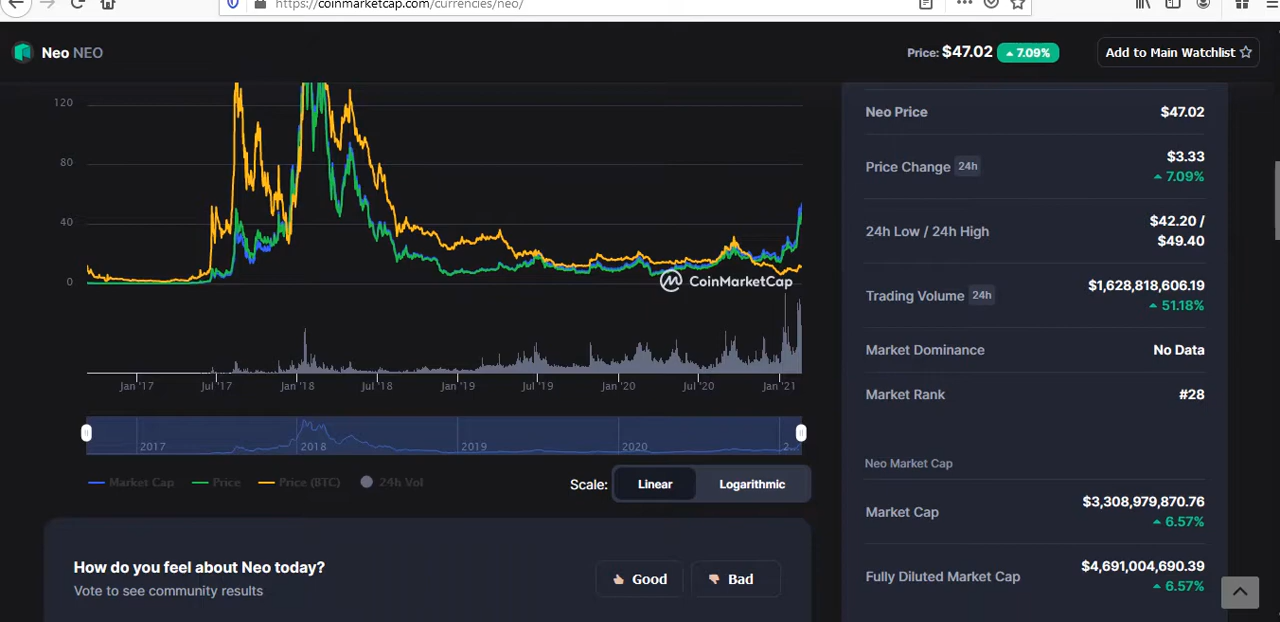 https://coinmarketcap.com/currencies/neo/
Neo NEO
Price: $47.02 7.09%
Add to Main Watchlist
120
80
40
0
CoinMarketCap
Jan '17 Jul '17 Jan '18 Jul '18 Jan '19 Jul '19 Jan '20 Jul '20 Jan '21
2017 2018 2019 2020 2...
Market Cap Price Price (BTC) 24h Vol
Scale: Linear Logarithmic
How do you feel about Neo today?
Vote to see community results
Good Bad
Neo Price $47.02
Price Change 24h $3.33
7.09%
24h Low / 24h High $42.20 /
$49.40
Trading Volume 24h $1,628,818,606.19
51.18%
Market Dominance No Data
Market Rank #28
Neo Market Cap
Market Cap $3,308,979,870.76
6.57%
Fully Diluted Market Cap $4,691,004,690.39
6.57%